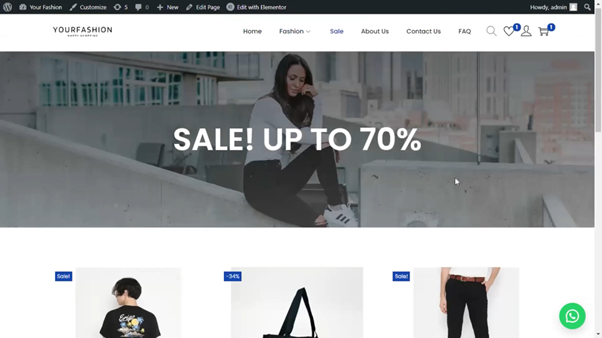 Your Fashion Customize 5 0 New Edit Page Edit with Elementor Howdy, admin
YOURFASHION
HAPPY SHOPPING
Home Fashion Sale About Us Contact Us FAQ 1 1
SALE! UP TO 70%
Sale! -34% Sale!